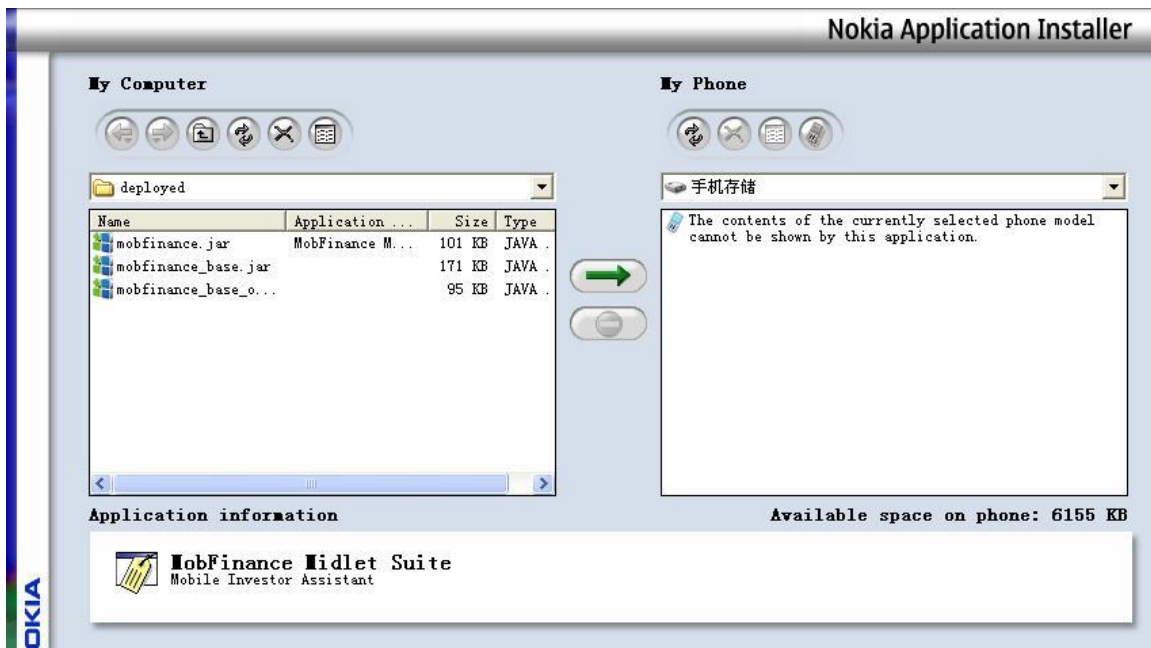 Nokia Application Installer
My Computer
My Phone
deployed
手机存储
Name Application ... Size Type
mobfinance.jar MobFinance M... 101 KB JAVA .
mobfinance_base.jar 171 KB JAVA .
mobfinance_base_o... 95 KB JAVA .
The contents of the currently selected phone model
cannot be shown by this application.
Application information
Available space on phone: 6155 KB
MobFinance Midlet Suite
Mobile Investor Assistant
OKIA